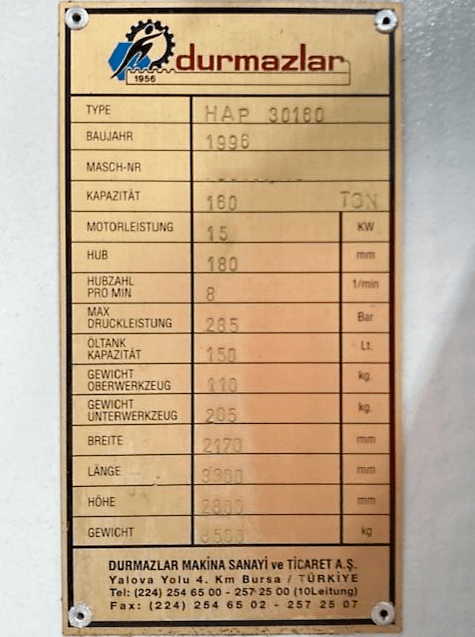 durmazlar
1956
TYPE HAP 30160
BAUJAHR 1996
MASCH-NR
KAPAZITÄT 160 TON
MOTORLEISTUNG 15 KW
HUB 180 mm
HUBZAHL
PRO MIN 8 1/min
MAX
DRUCKLEISTUNG 285 Bar
ÖLTANK
KAPAZITÄT 150 Lt.
GEWICHT
OBERWERKZEUG 110 kg.
GEWICHT
UNTERWERKZEUG 205 kg.
BREITE 2170 mm
LÄNGE mm
HÖHE mm
GEWICHT kg
DURMAZLAR MAKİNA SANAYİ ve TİCARET A.Ş.
Yalova Yolu 4. Km Bursa / TÜRKİYE
Tel: (224) 254 65 00 - 257 25 00 (10Leitung)
Fax: (224) 254 65 02 - 257 25 07